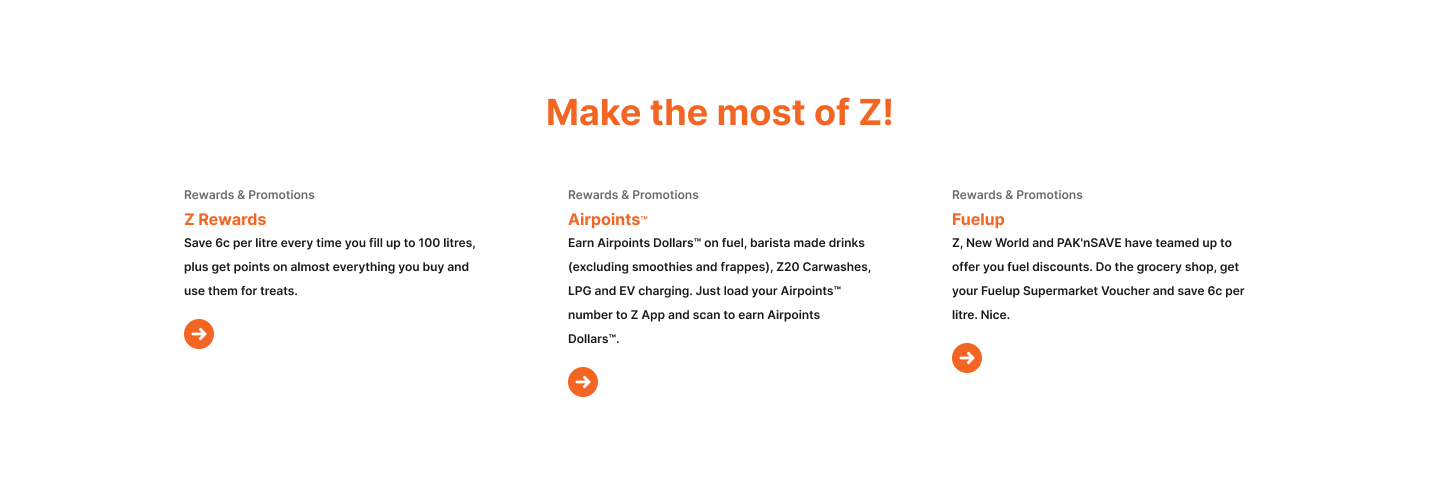 Make the most of Z!
Rewards & Promotions
Z Rewards
Save 6c per litre every time you fill up to 100 litres,
plus get points on almost everything you buy and
use them for treats.
Rewards & Promotions
Airpoints™
Earn Airpoints Dollars™ on fuel, barista made drinks
(excluding smoothies and frappes), Z20 Carwashes,
LPG and EV charging. Just load your Airpoints™
number to Z App and scan to earn Airpoints
Dollars™.
Rewards & Promotions
Fuelup
Z, New World and PAK'nSAVE have teamed up to
offer you fuel discounts. Do the grocery shop, get
your Fuelup Supermarket Voucher and save 6c per
litre. Nice.